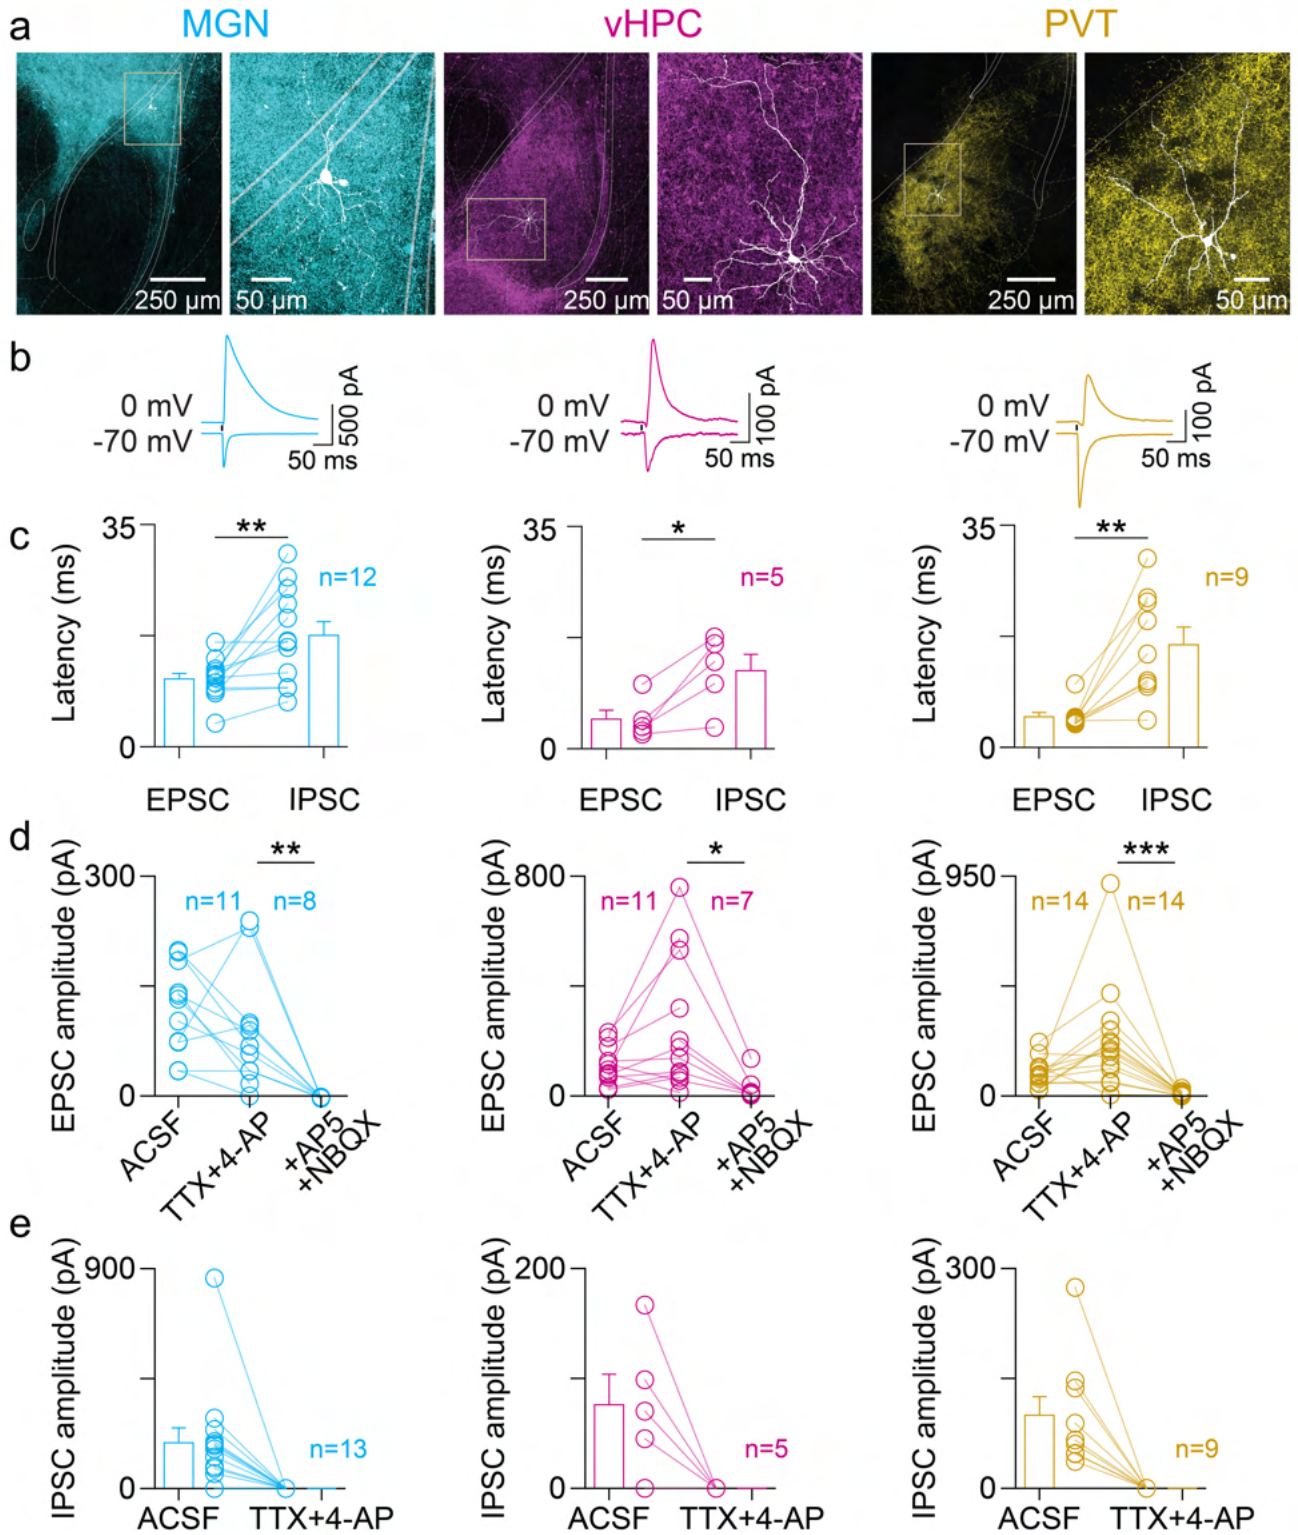 a
MGN
vHPC
PVT
250 µm
50 µm
250 µm
50 µm
250 µm
50 µm
b
0 mV
-70 mV
500 pA
50 ms
0 mV
-70 mV
100 pA
50 ms
0 mV
-70 mV
100 pA
50 ms
c
Latency (ms)
35
0
**
n=12
EPSC
IPSC
Latency (ms)
35
0
*
n=5
EPSC
IPSC
Latency (ms)
35
0
**
n=9
EPSC
IPSC
d
EPSC amplitude (pA)
300
0
**
n=11
n=8
ACSF
TTX+4-AP
+AP5
+NBQX
EPSC amplitude (pA)
800
0
*
n=11
n=7
ACSF
TTX+4-AP
+AP5
+NBQX
EPSC amplitude (pA)
950
0
***
n=14
n=14
ACSF
TTX+4-AP
+AP5
+NBQX
e
IPSC amplitude (pA)
900
0
n=13
ACSF
TTX+4-AP
IPSC amplitude (pA)
200
0
n=5
ACSF
TTX+4-AP
IPSC amplitude (pA)
300
0
n=9
ACSF
TTX+4-AP